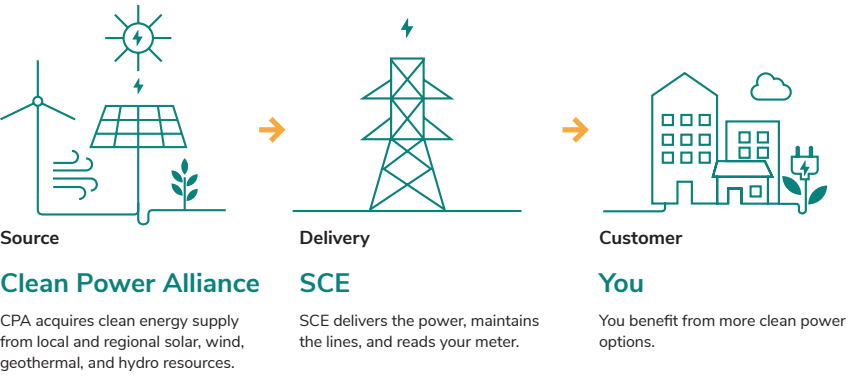 Source
Clean Power Alliance
CPA acquires clean energy supply
from local and regional solar, wind,
geothermal, and hydro resources.
Delivery
SCE
SCE delivers the power, maintains
the lines, and reads your meter.
Customer
You
You benefit from more clean power
options.